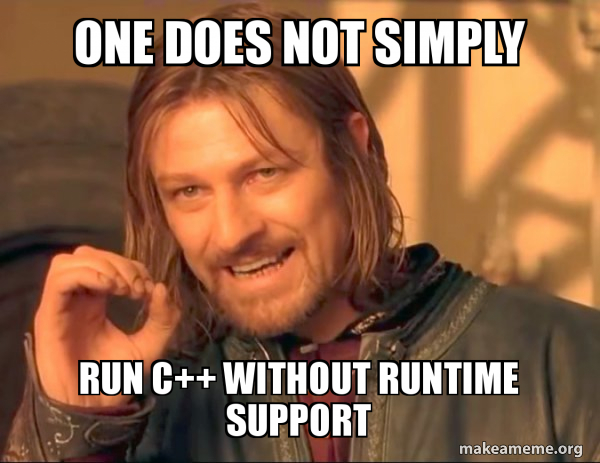 ONE DOES NOT SIMPLY
RUN C++ WITHOUT RUNTIME
SUPPORT
makeameme.org